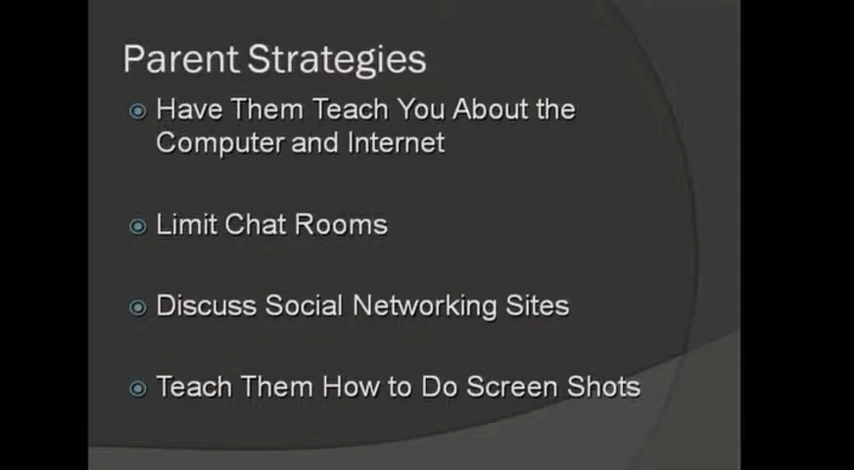 Parent Strategies
Have Them Teach You About the
Computer and Internet
Limit Chat Rooms
Discuss Social Networking Sites
Teach Them How to Do Screen Shots